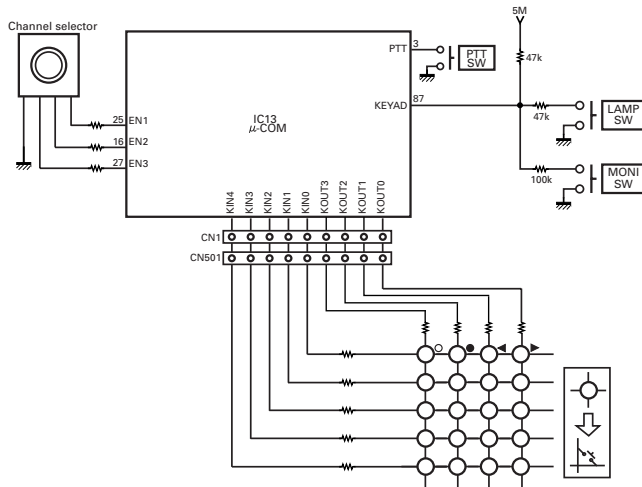 Channel selector
5M
PTT
3
PTT
SW
47k
KEYAD
87
47k
LAMP
SW
IC13
μ-COM
25
EN1
16
EN2
27
EN3
100k
MONI
SW
KIN4
KIN3
KIN2
KIN1
KIN0
KOUT3
KOUT2
KOUT1
KOUT0
CN1
CN501